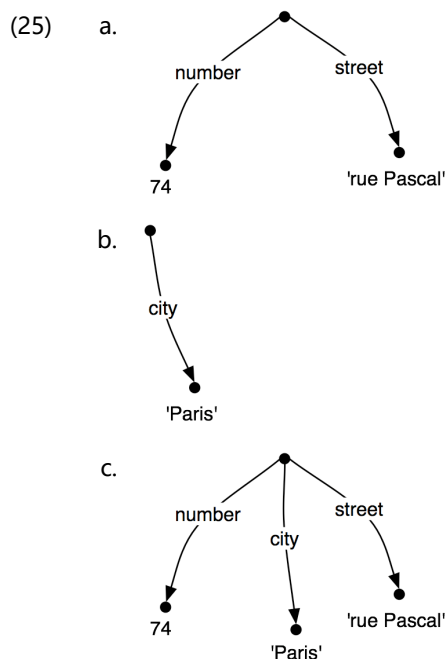 (25) a.
number street
74 'rue Pascal'
b.
city
'Paris'
c.
number street
city
74 'rue Pascal'
'Paris'